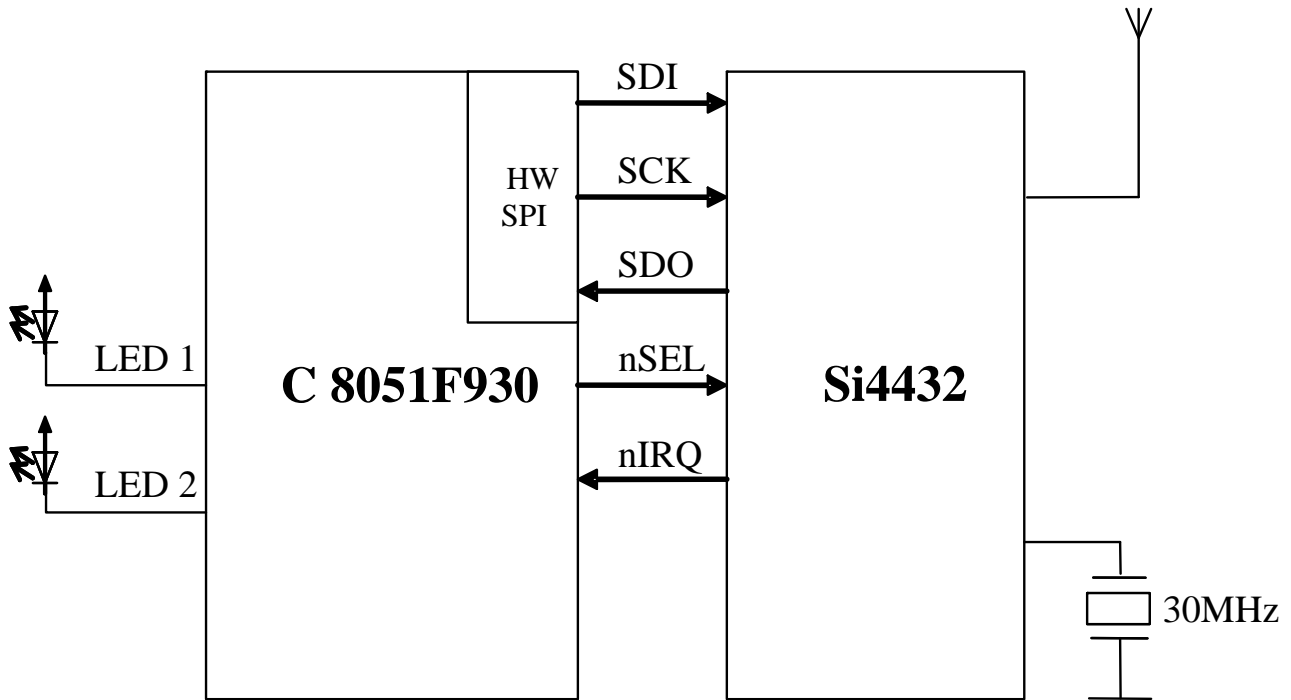 SDI
HW
SPI
SCK
SDO
LED 1
C 8051F930
nSEL
Si4432
nIRQ
LED 2
30MHz